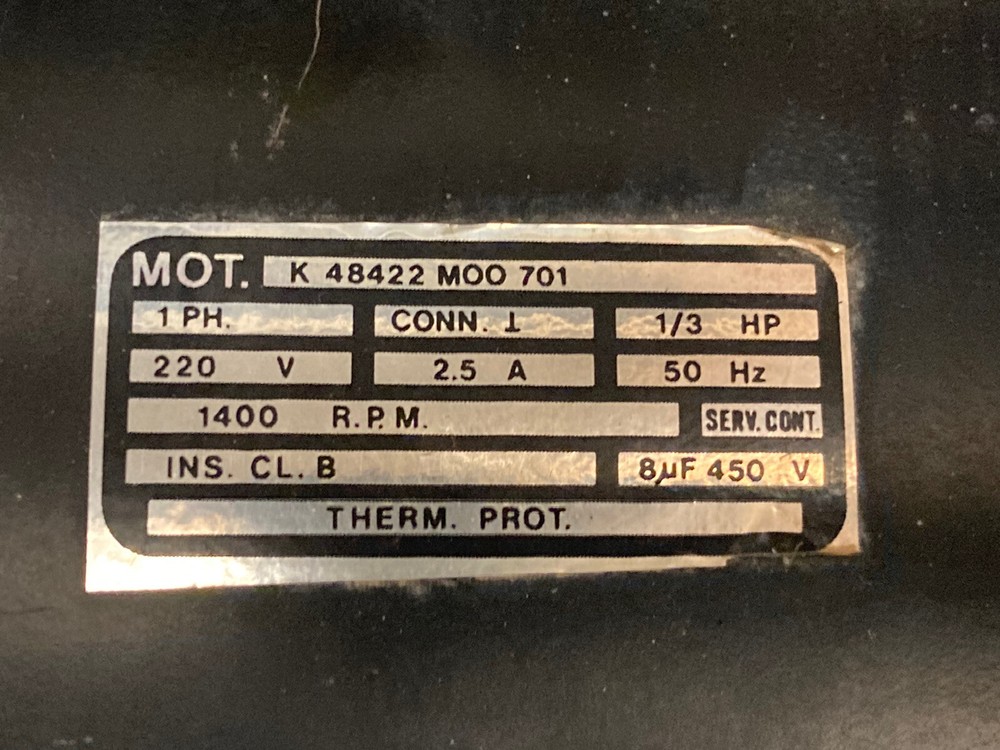 MOT. K 48422 MOO 701
1 PH. CONN. ⊥ 1/3 HP
220 V 2.5 A 50 Hz
1400 R.P.M. SERV. CONT.
INS. CL. B 8µF 450 V
THERM. PROT.